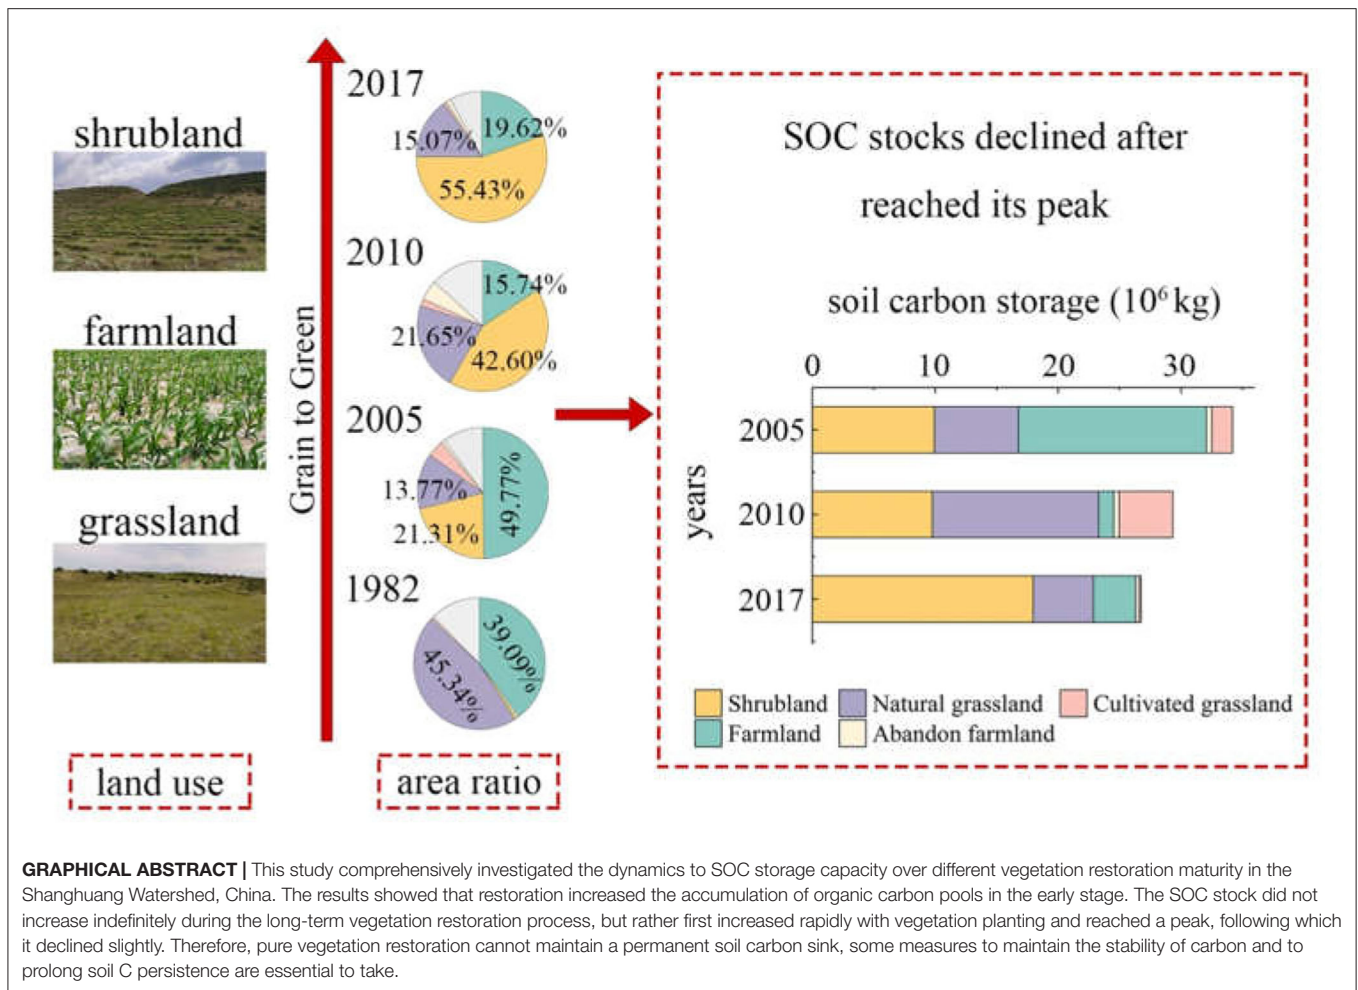 shrubland
farmland
grassland
land use
Grain to Green
2017
19.62%
15.07%
55.43%
2010
15.74%
21.65%
42.60%
2005
49.77%
13.77%
21.31%
1982
39.09%
45.34%
area ratio
SOC stocks declined after
reached its peak
soil carbon storage (10⁶ kg)
0 10 20 30
years
2005
2010
2017
Shrubland Natural grassland Cultivated grassland
Farmland Abandon farmland
GRAPHICAL ABSTRACT | This study comprehensively investigated the dynamics to SOC storage capacity over different vegetation restoration maturity in the
Shanghuang Watershed, China. The results showed that restoration increased the accumulation of organic carbon pools in the early stage. The SOC stock did not
increase indefinitely during the long-term vegetation restoration process, but rather first increased rapidly with vegetation planting and reached a peak, following which
it declined slightly. Therefore, pure vegetation restoration cannot maintain a permanent soil carbon sink, some measures to maintain the stability of carbon and to
prolong soil C persistence are essential to take.